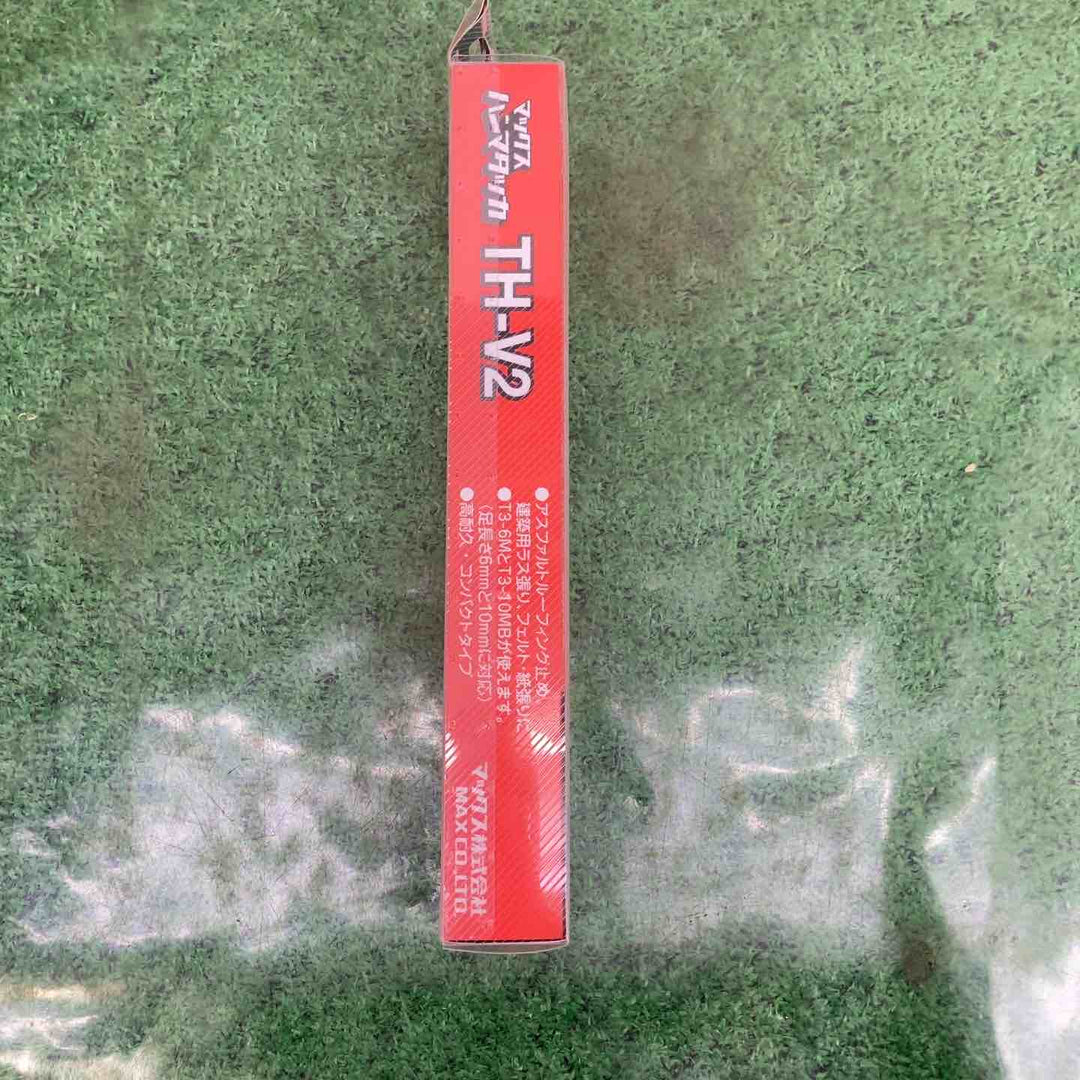 マックス
ハンマタッカ TH-V2
●アスファルトルーフィング止め、
建築用ラス張り、フェルト・紙張りに
●T3-6MとT3-10MBが使えます。
(足長さ6mmと10mmに対応)
●高耐久・コンパクトタイプ
マックス株式会社
MAX CO.,LTD.